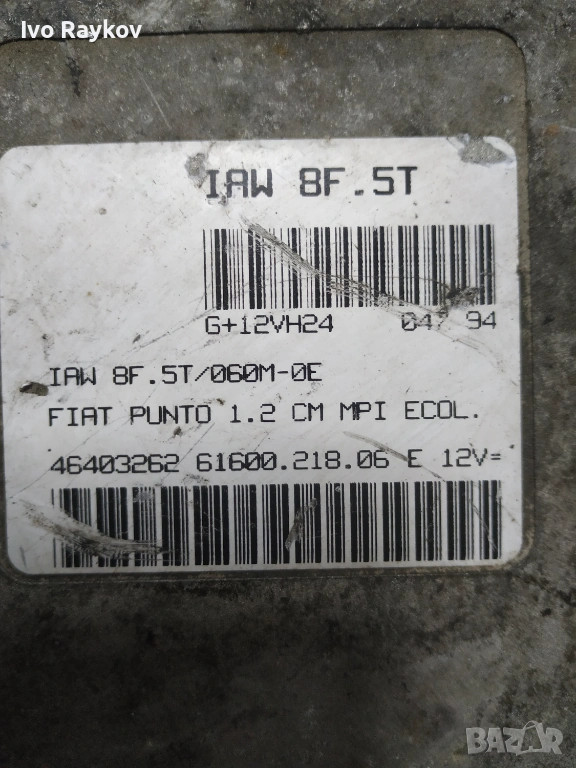 Ivo Raykov
IAW 8F.5T
G+12VH24 04/ 94
IAW 8F.5T/060M-0E
FIAT PUNTO 1.2 CM MPI ECOL.
46403262 61600.218.06 E 12V=
BAZAR